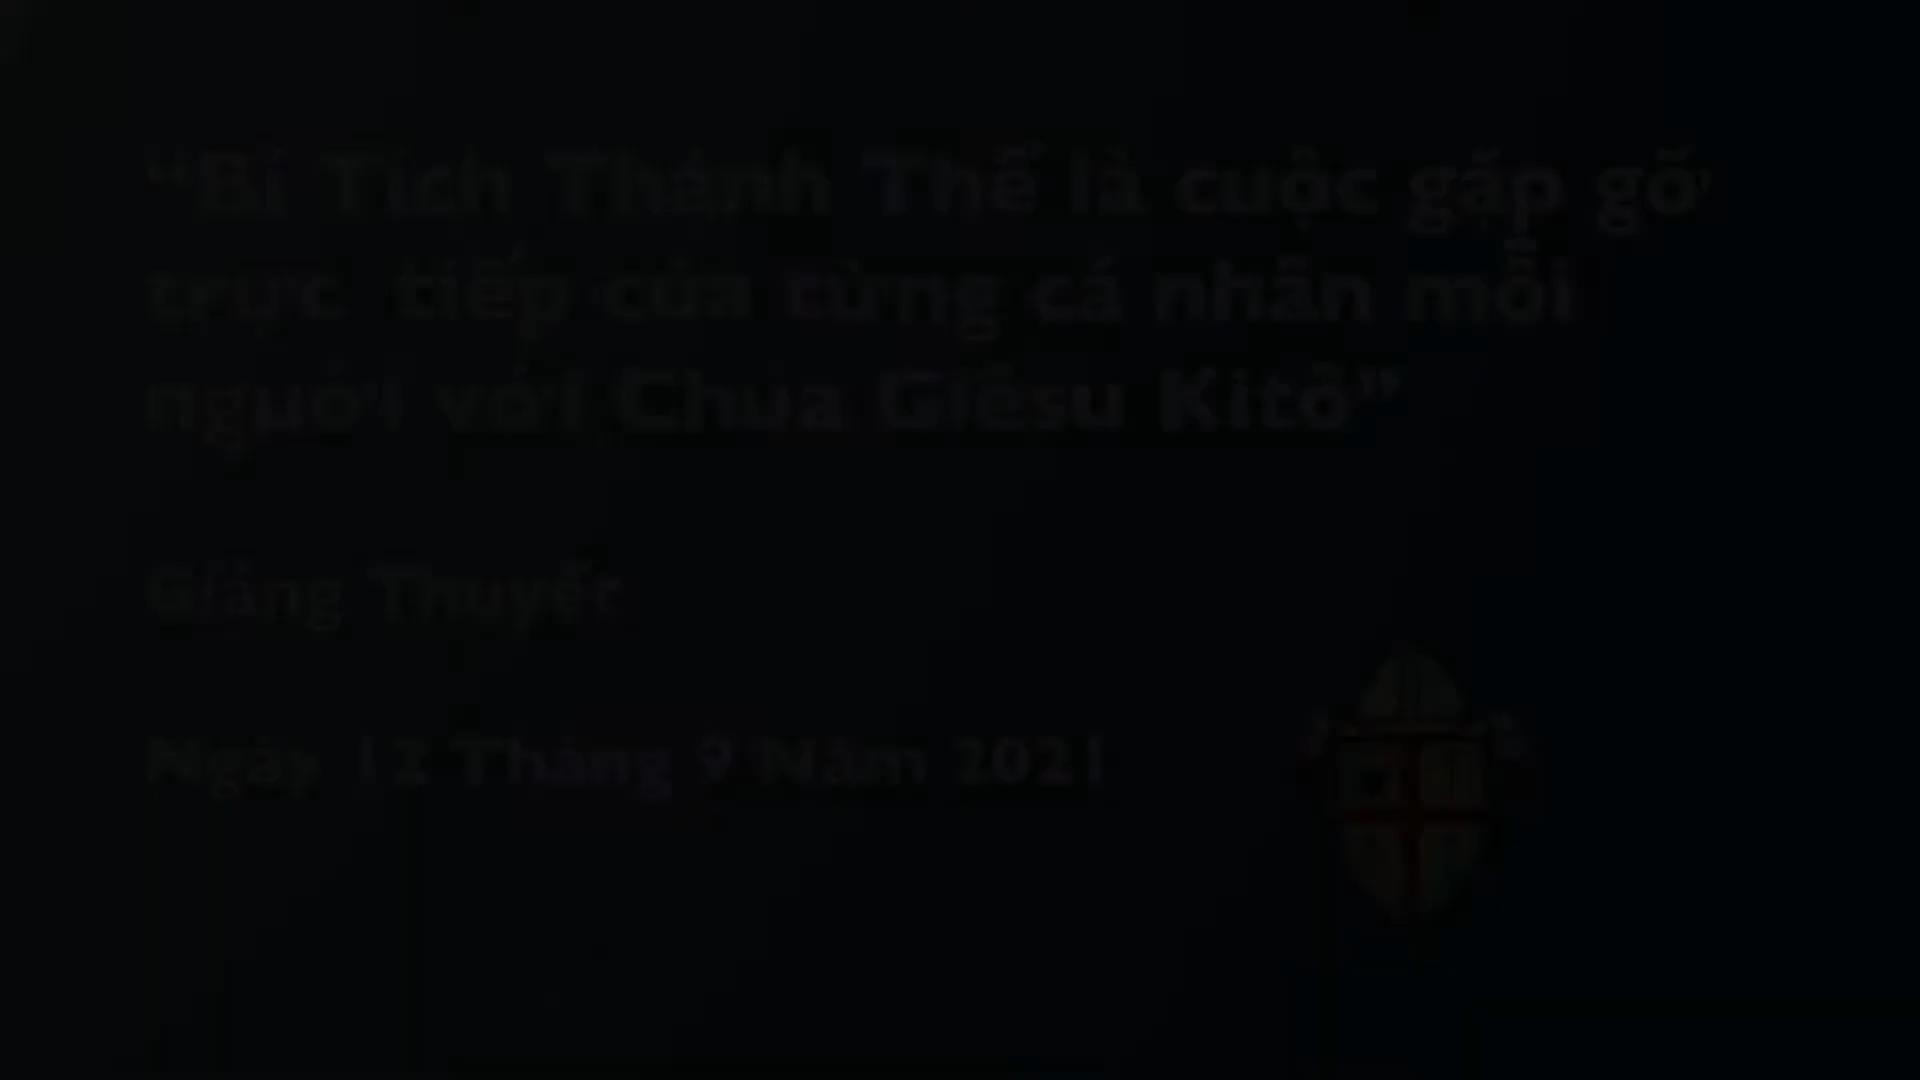 “Bí Tích Thánh Thể là cuộc gặp gỡ
trực tiếp của từng cá nhân mỗi
người với Chúa Giêsu Kitô”
Giảng Thuyết
Ngày 12 Tháng 9 Năm 2021